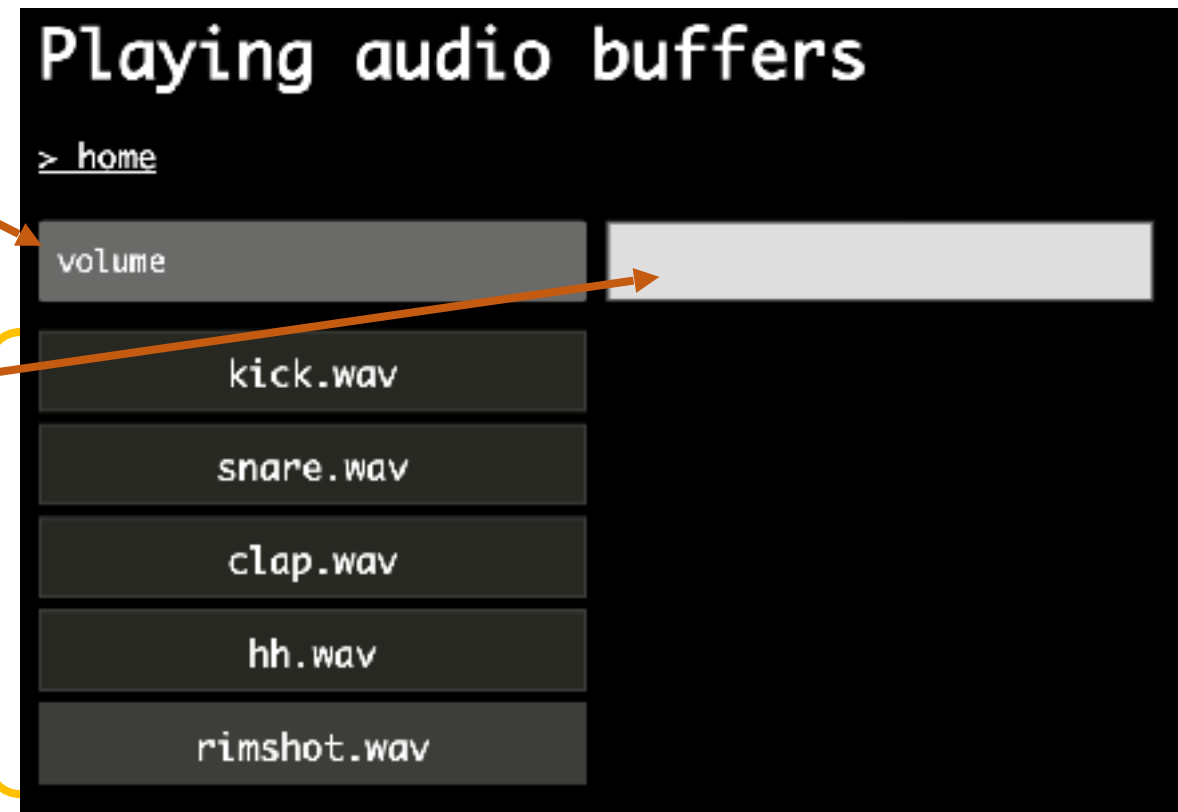 Playing audio buffers
> home
volume
kick.wav
snare.wav
clap.wav
hh.wav
rimshot.wav